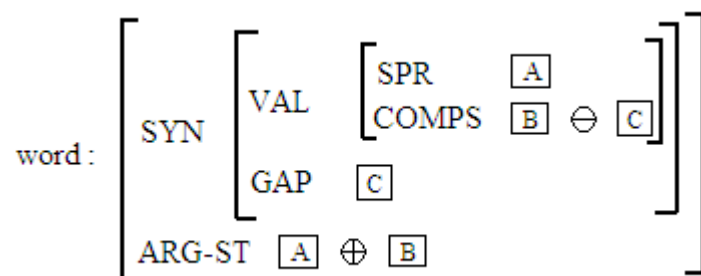 SPR A
VAL COMPS B ⊖ C
SYN
word :
GAP C
ARG-ST A ⊕ B